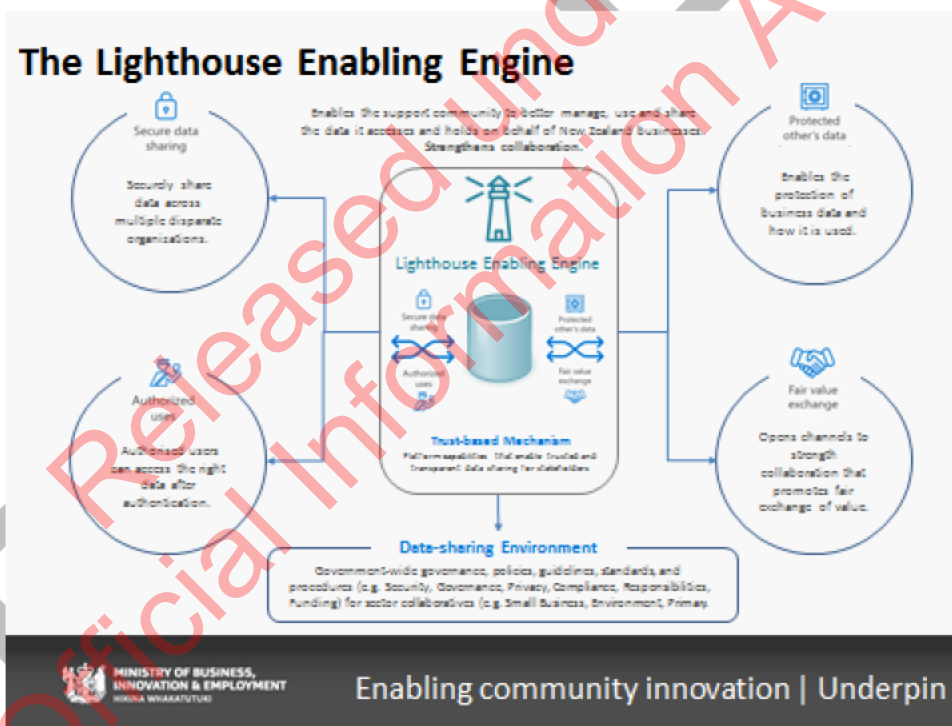 The Lighthouse Enabling Engine
Enables the support community to better manage, use and share
the data it accesses and holds on behalf of New Zealand businesses.
Strengthens collaboration.
Secure data
sharing
Securely share
data across
multiple disparate
organisations.
Protected
other's data
Enables the
protection of
business data and
how it is used.
Lighthouse Enabling Engine
Secure data
sharing
Protected
other's data
Authorized
uses
Fair value
exchange
Trust-based Mechanism
Platform capabilities that enable trusted and
transparent data sharing for stakeholders
Authorized
uses
Authorised users
can access the right
data after
authentication.
Fair value
exchange
Opens channels to
strength
collaboration that
promotes fair
exchange of value.
Data-sharing Environment
Government-wide governance, policies, guidelines, standards, and
procedures (e.g. Security, Governance, Privacy, Compliance, Responsibilities,
Funding) for sector collaboratives (e.g. Small Business, Environment, Primary
MINISTRY OF BUSINESS,
INNOVATION & EMPLOYMENT
HĪKINA WHAKATUTUKI
Enabling community innovation | Underpin
Released Und
Official Information A